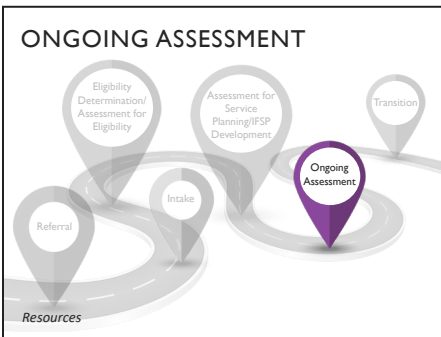 ONGOING ASSESSMENT
Eligibility
Determination/
Assessment for
Eligibility
Assessment for
Service
Planning/IFSP
Development
Transition
Ongoing
Assessment
Intake
Referral
Resources